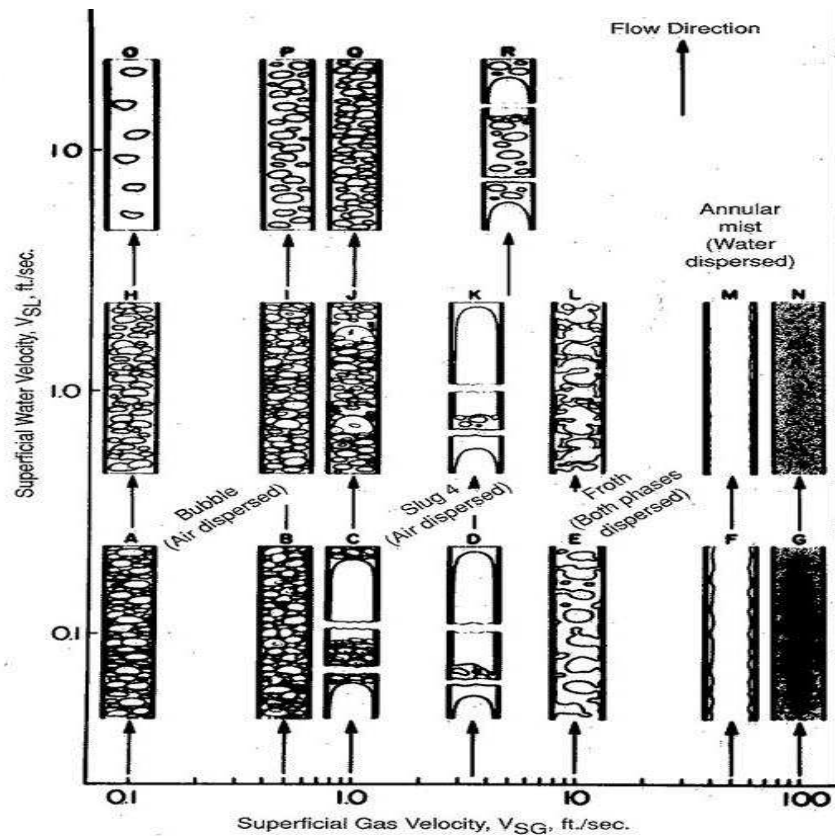 Flow Direction
O P Q R
10
Annular
mist
(Water
dispersed)
H I J K L M N
Superficial Water Velocity, VSL, ft./sec.
1.0
Bubble
(Air dispersed)
Slug 4
(Air dispersed)
Froth
(Both phases
dispersed)
A B C D E F G
0.1
0.1 1.0 10 100
Superficial Gas Velocity, VSG, ft./sec.